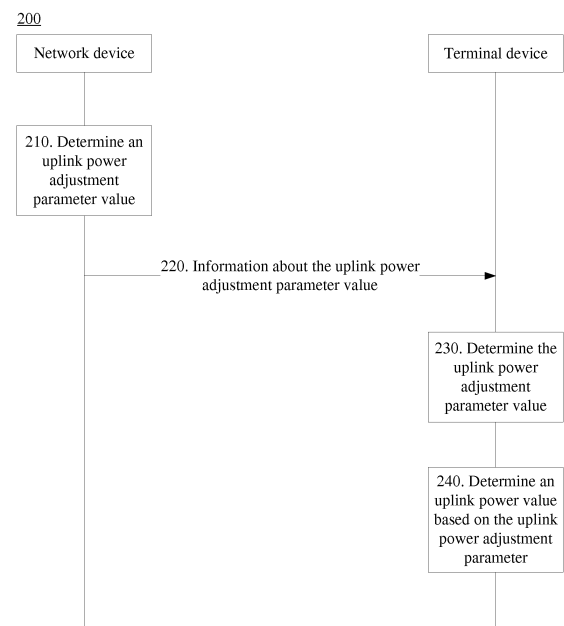 200
Network device
Terminal device
210. Determine an
uplink power
adjustment
parameter value
220. Information about the uplink power
adjustment parameter value
230. Determine the
uplink power
adjustment
parameter value
240. Determine an
uplink power value
based on the uplink
power adjustment
parameter